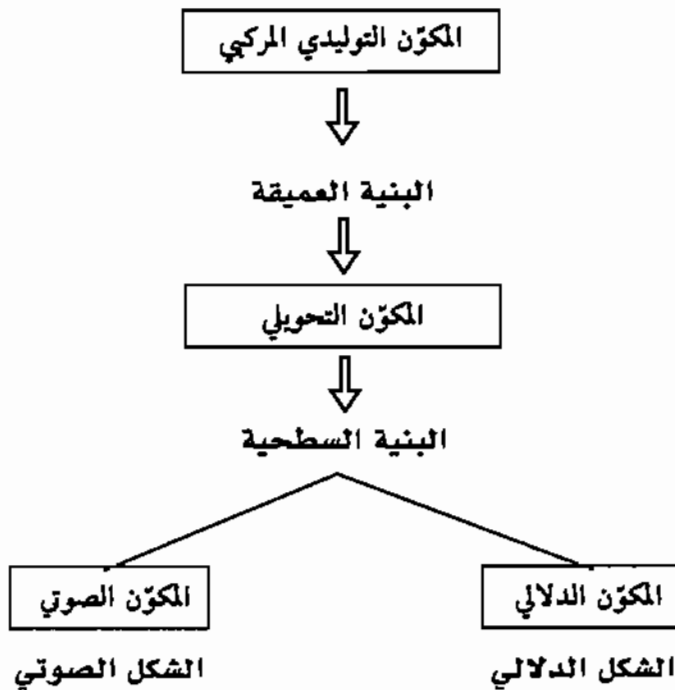 المكوّن التوليدي المركبي
البنية العميقة
المكوّن التحويلي
البنية السطحية
المكوّن الدلالي
المكوّن الصوتي
الشكل الدلالي
الشكل الصوتي